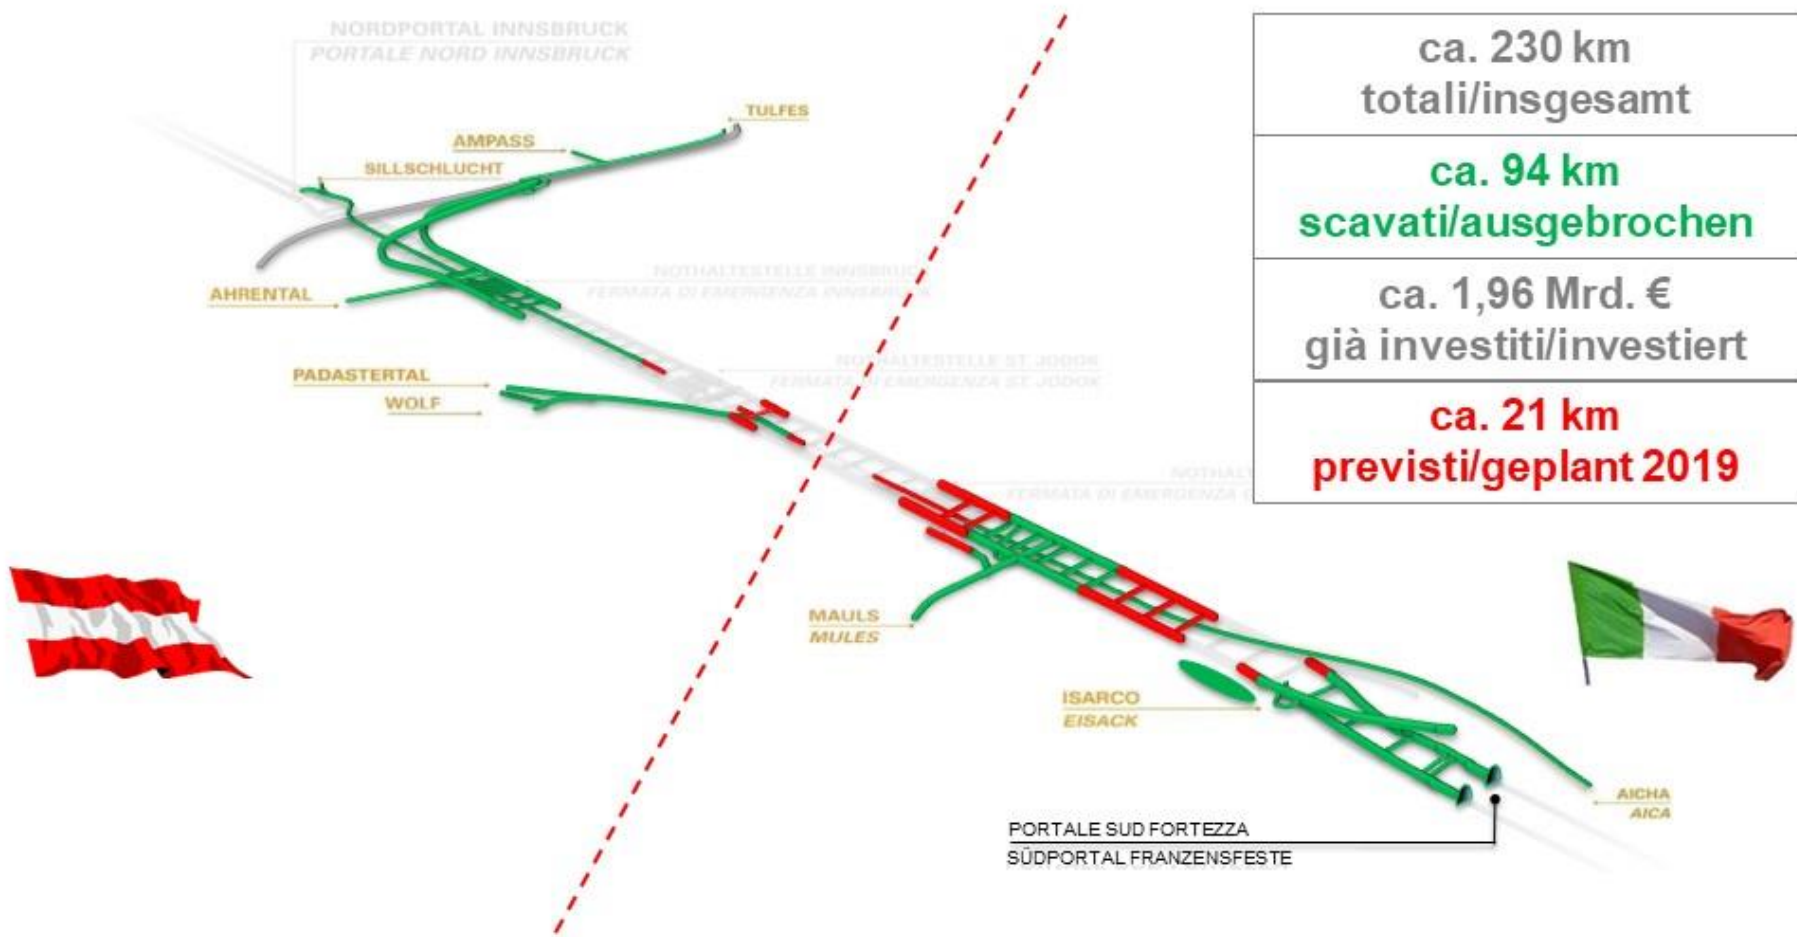 NORDPORTAL INNSBRUCK
PORTALE NORD INNSBRUCK
TULFES
AMPASS
SILLSCHLUCHT
AHRENTAL
NOTHALTESTELLE INNSBRUCK
FERMATA DI EMERGENZA INNSBRUCK
PADASTERTAL
WOLF
NOTHALTESTELLE ST JODOK
FERMATA DI EMERGENZA ST JODOK
FERMATA DI EMERGENZA
MAULS
MULES
ISARCO
EISACK
AICHA
AICA
PORTALE SUD FORTEZZA
SÜDPORTAL FRANZENSFESTE
ca. 230 km
totali/insgesamt
ca. 94 km
scavati/ausgebrochen
ca. 1,96 Mrd. €
già investiti/investiert
ca. 21 km
previsti/geplant 2019